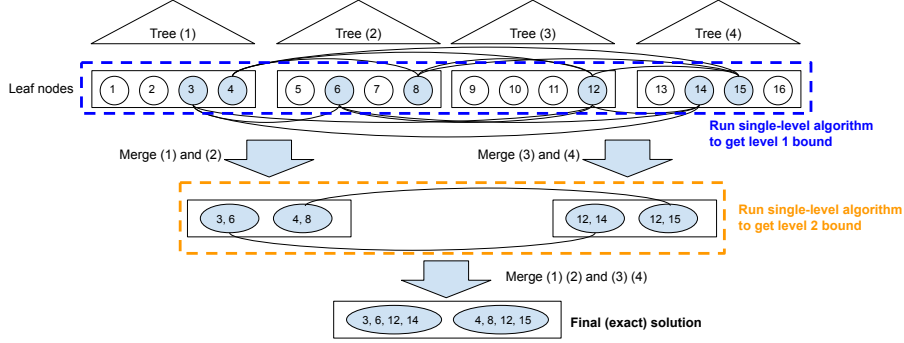 Tree (1) Tree (2) Tree (3) Tree (4)
Leaf nodes 1 2 3 4 5 6 7 8 9 10 11 12 13 14 15 16
Run single-level algorithm
to get level 1 bound
Merge (1) and (2) Merge (3) and (4)
3, 6 4, 8 12, 14 12, 15
Run single-level algorithm
to get level 2 bound
Merge (1) (2) and (3) (4)
3, 6, 12, 14 4, 8, 12, 15 Final (exact) solution